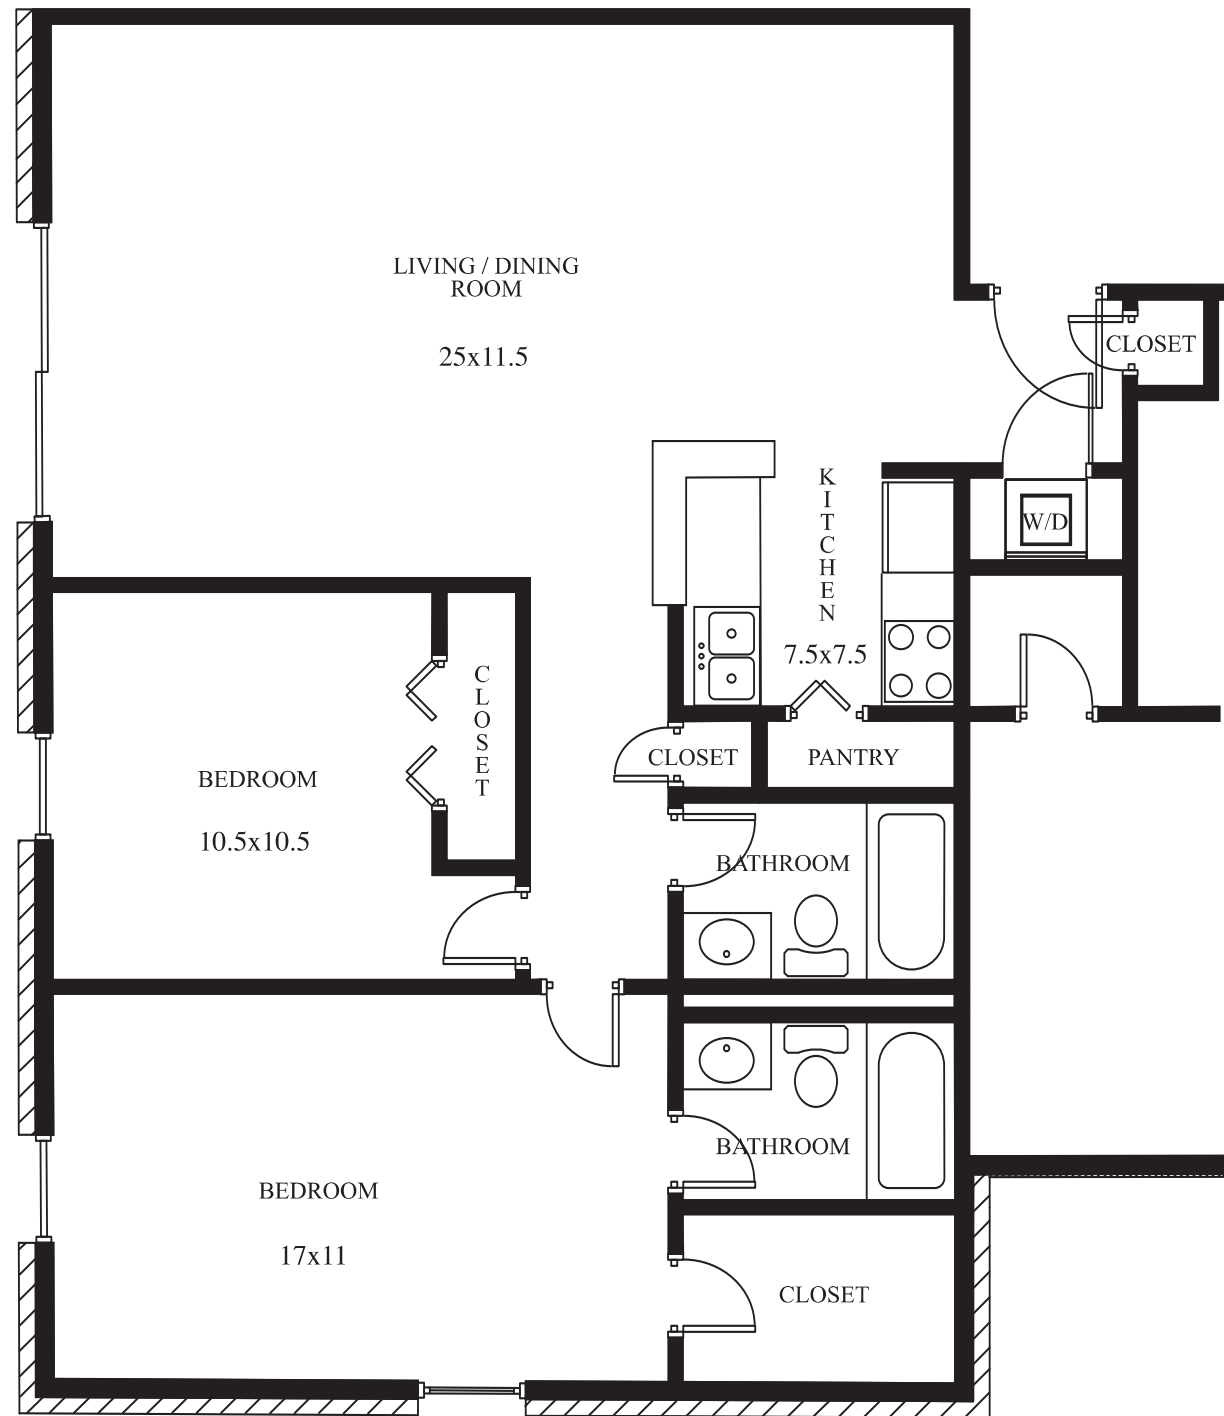 LIVING / DINING
ROOM
25x11.5
CLOSET
KITCHEN
7.5x7.5
W/D
CLOSET
BEDROOM
10.5x10.5
CLOSET
PANTRY
BATHROOM
BATHROOM
BEDROOM
17x11
CLOSET